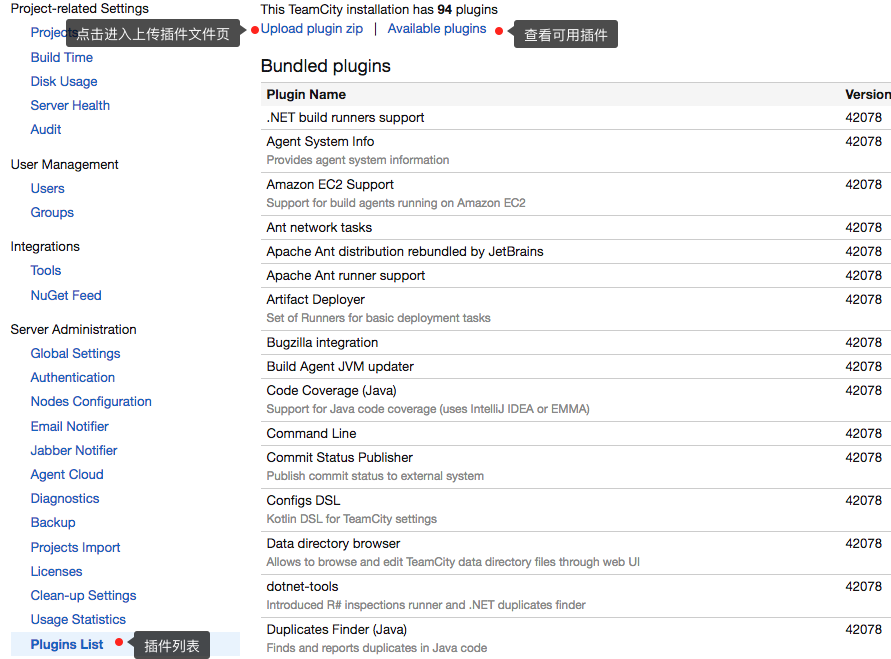 Project-related Settings
Projects
点击进入上传插件文件页
Build Time
Disk Usage
Server Health
Audit
User Management
Users
Groups
Integrations
Tools
NuGet Feed
Server Administration
Global Settings
Authentication
Nodes Configuration
Email Notifier
Jabber Notifier
Agent Cloud
Diagnostics
Backup
Projects Import
Licenses
Clean-up Settings
Usage Statistics
Plugins List
插件列表
This TeamCity installation has 94 plugins
Upload plugin zip | Available plugins
查看可用插件
Bundled plugins
Plugin Name Version
.NET build runners support 42078
Agent System Info 42078
Provides agent system information
Amazon EC2 Support 42078
Support for build agents running on Amazon EC2
Ant network tasks 42078
Apache Ant distribution rebundled by JetBrains 42078
Apache Ant runner support 42078
Artifact Deployer 42078
Set of Runners for basic deployment tasks
Bugzilla integration 42078
Build Agent JVM updater 42078
Code Coverage (Java) 42078
Support for Java code coverage (uses IntelliJ IDEA or EMMA)
Command Line 42078
Commit Status Publisher 42078
Publish commit status to external system
Configs DSL 42078
Kotlin DSL for TeamCity settings
Data directory browser 42078
Allows to browse and edit TeamCity data directory files through web UI
dotnet-tools 42078
Introduced R# inspections runner and .NET duplicates finder
Duplicates Finder (Java) 42078
Finds and reports duplicates in Java code